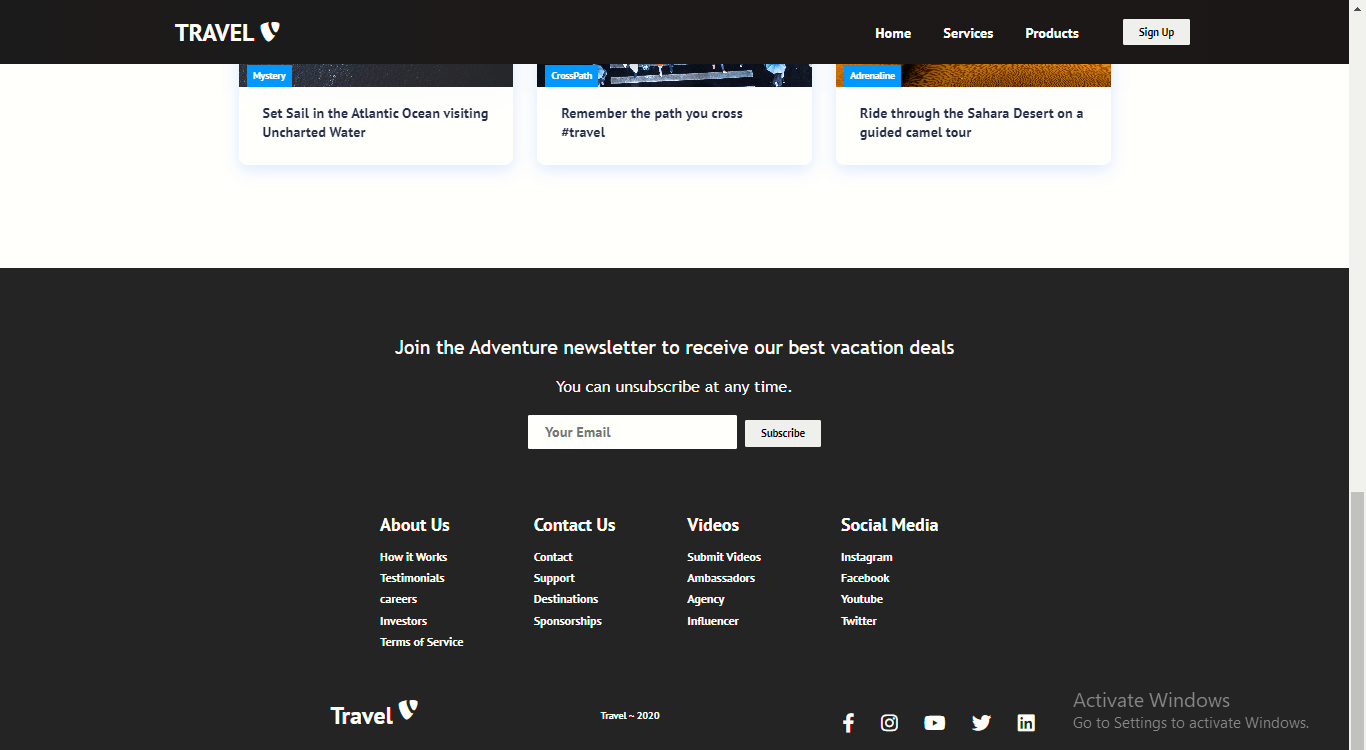 TRAVEL
Home Services Products Sign Up
Mystery
CrossPath
Adrenaline
Set Sail in the Atlantic Ocean visiting
Uncharted Water
Remember the path you cross
#travel
Ride through the Sahara Desert on a
guided camel tour
Join the Adventure newsletter to receive our best vacation deals
You can unsubscribe at any time.
Your Email Subscribe
About Us
How it Works
Testimonials
careers
Investors
Terms of Service
Contact Us
Contact
Support
Destinations
Sponsorships
Videos
Submit Videos
Ambassadors
Agency
Influencer
Social Media
Instagram
Facebook
Youtube
Twitter
Travel
Travel ~ 2020
Activate Windows
Go to Settings to activate Windows.